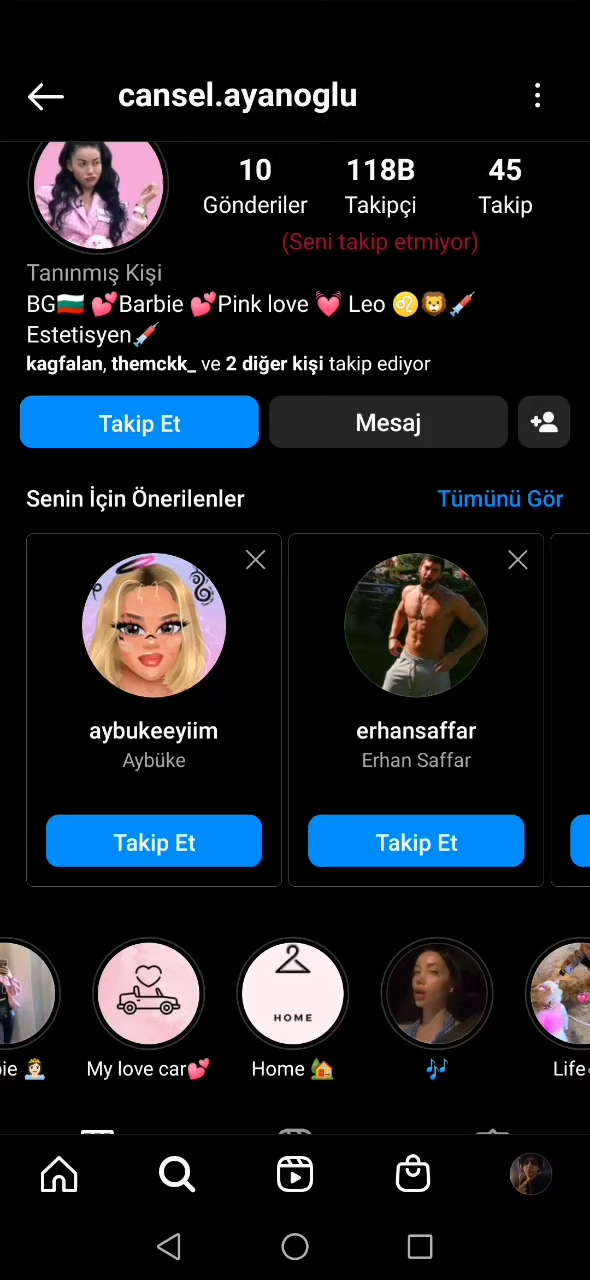 cansel.ayanoglu
10 118B 45
Gönderiler Takipçi Takip
(Seni takip etmiyor)
Tanınmış Kişi
BG🇧🇬 💕Barbie 💕Pink love 💓 Leo ♌🦁💉
Estetisyen💉
kagfalan, themckk_ ve 2 diğer kişi takip ediyor
Takip Et Mesaj
Senin İçin Önerilenler Tümünü Gör
aybukeeyiim erhansaffar
Aybüke Erhan Saffar
Takip Et Takip Et
HOME
ie 👸🏻 My love car💕 Home 🏡 🎶 Life